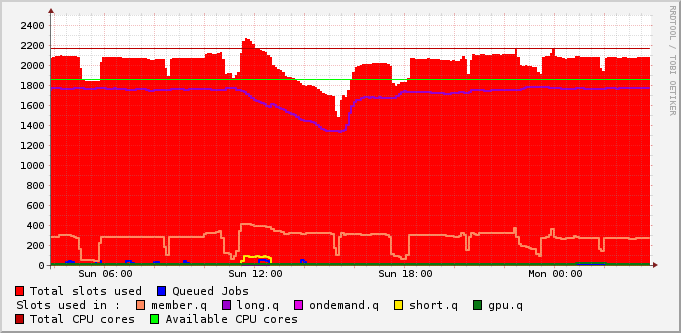 RRDTOOL / TOBI OETIKER
2400
2200
2000
1800
1600
1400
1200
1000
800
600
400
200
0
Sun 06:00 Sun 12:00 Sun 18:00 Mon 00:00
Total slots used Queued Jobs
Slots used in : member.q long.q ondemand.q short.q gpu.q
Total CPU cores Available CPU cores